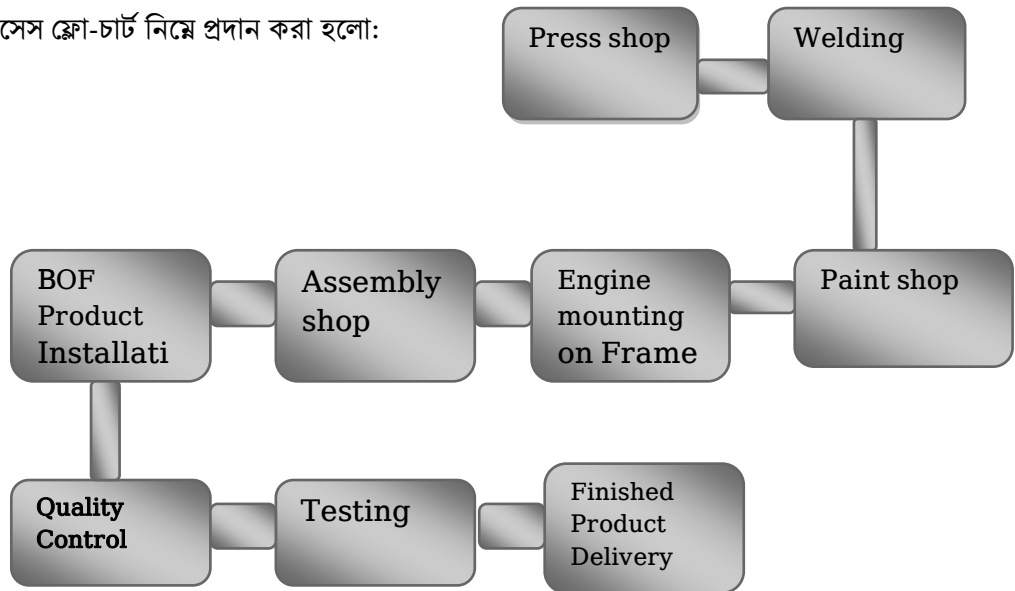 সেস ফ্লো-চার্ট নিম্নে প্রদান করা হলো:
Press shop
Welding
Paint shop
Engine
mounting
on Frame
Assembly
shop
BOF
Product
Installati
Quality
Control
Testing
Finished
Product
Delivery